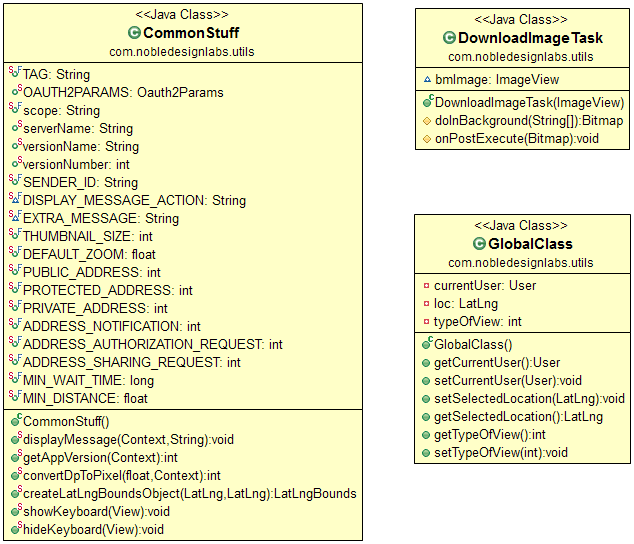 <<Java Class>>
CommonStuff
com.nobledesignlabs.utils
TAG: String
OAUTH2PARAMS: Oauth2Params
scope: String
serverName: String
versionName: String
versionNumber: int
SENDER_ID: String
DISPLAY_MESSAGE_ACTION: String
EXTRA_MESSAGE: String
THUMBNAIL_SIZE: int
DEFAULT_ZOOM: float
PUBLIC_ADDRESS: int
PROTECTED_ADDRESS: int
PRIVATE_ADDRESS: int
ADDRESS_NOTIFICATION: int
ADDRESS_AUTHORIZATION_REQUEST: int
ADDRESS_SHARING_REQUEST: int
MIN_WAIT_TIME: long
MIN_DISTANCE: float
CommonStuff()
displayMessage(Context,String):void
getAppVersion(Context):int
convertDpToPixel(float,Context):int
createLatLngBoundsObject(LatLng,LatLng):LatLngBounds
showKeyboard(View):void
hideKeyboard(View):void
<<Java Class>>
DownloadImageTask
com.nobledesignlabs.utils
bmImage: ImageView
DownloadImageTask(ImageView)
doInBackground(String[]):Bitmap
onPostExecute(Bitmap):void
<<Java Class>>
GlobalClass
com.nobledesignlabs.utils
currentUser: User
loc: LatLng
typeOfView: int
GlobalClass()
getCurrentUser():User
setCurrentUser(User):void
setSelectedLocation(LatLng):void
getSelectedLocation():LatLng
getTypeOfView():int
setTypeOfView(int):void